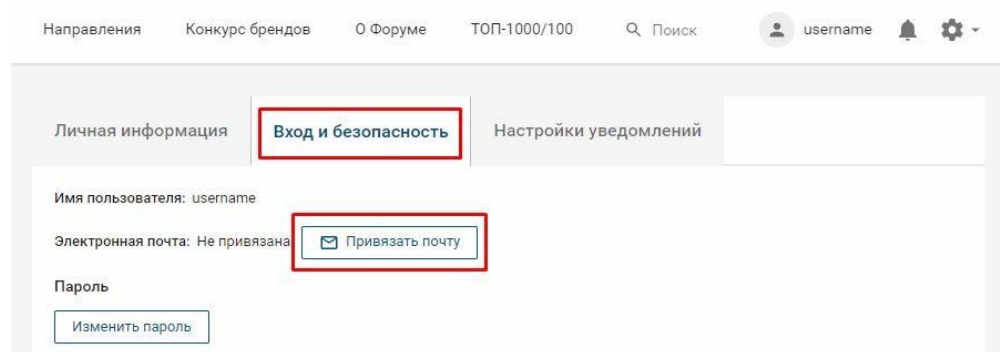 Направления Конкурс брендов О Форуме ТОП-1000/100 Поиск username
Личная информация Вход и безопасность Настройки уведомлений
Имя пользователя: username
Электронная почта: Не привязана Привязать почту
Пароль
Изменить пароль